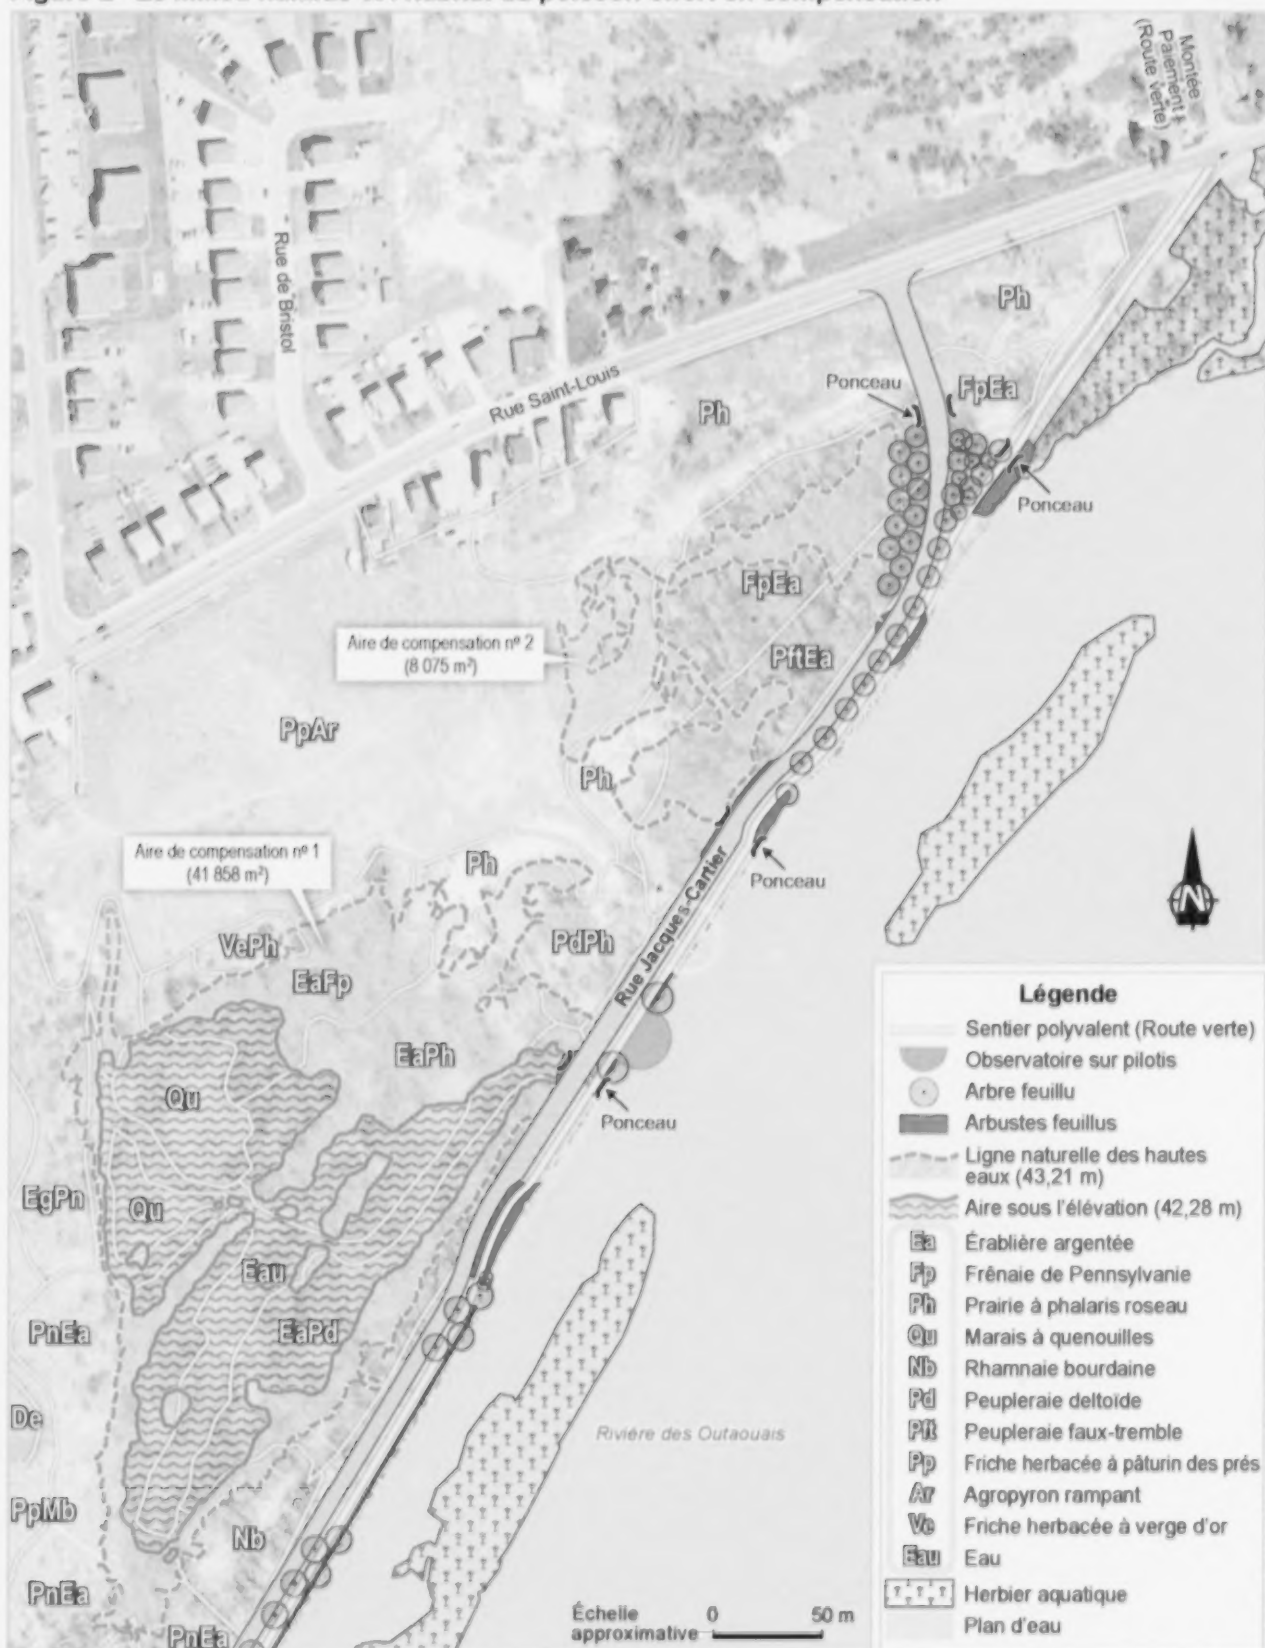 Montée
Paiement
(Route verte)
Rue de Bristol
Rue Saint-Louis
Ph
Ponceau
FpEa
Ph
Ponceau
FpEa
Aire de compensation nº 2
(8 075 m²)
PftEa
PpAr
Ph
Aire de compensation nº 1
(41 858 m²)
Ph
Ponceau
Rue Jacques-Cartier
N
VePh
PdPh
EaFp
EaPh
Qu
Ponceau
EgPn
Qu
Eau
PnEa
EaPd
De
Rivière des Outaouais
PpMb
Nb
PnEa
PnEa
Échelle
approximative
0
50 m
Légende
Sentier polyvalent (Route verte)
Observatoire sur pilotis
Arbre feuillu
Arbustes feuillus
Ligne naturelle des hautes
eaux (43,21 m)
Aire sous l'élévation (42,28 m)
Ea Érablière argentée
Fp Frênaie de Pennsylvanie
Ph Prairie à phalaris roseau
Qu Marais à quenouilles
Nb Rhamnaie bourdaine
Pd Peupleraie deltoïde
Pft Peupleraie faux-tremble
Pp Friche herbacée à pâturin des prés
Ar Agropyron rampant
Ve Friche herbacée à verge d'or
Eau Eau
Herbier aquatique
Plan d'eau